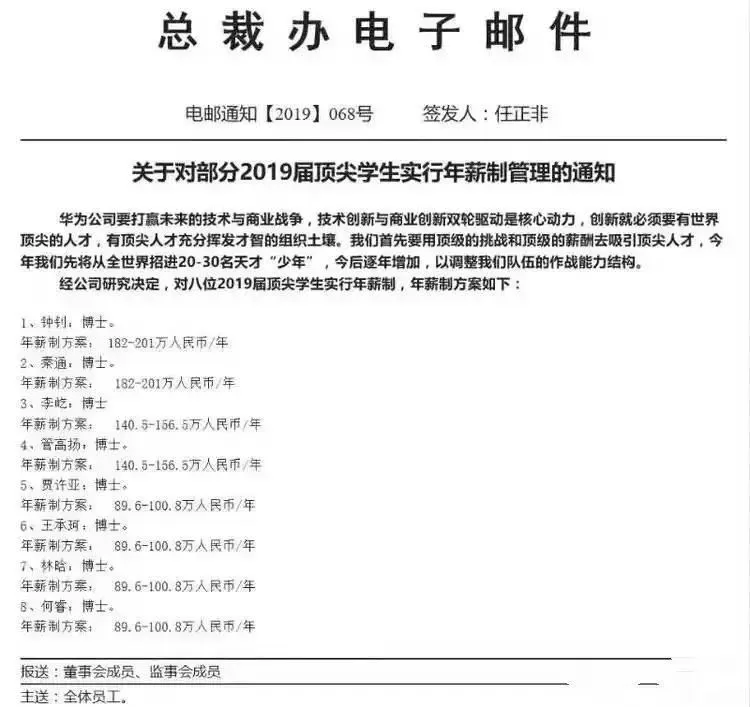 总裁办电子邮件
电邮通知【2019】068号 签发人：任正非
关于对部分2019届顶尖学生实行年薪制管理的通知
华为公司要打赢未来的技术与商业战争，技术创新与商业创新双轮驱动是核心动力，创新就必须要有世界
顶尖的人才，有顶尖人才充分挥发才智的组织土壤。我们首先要用顶级的挑战和顶级的薪酬去吸引顶尖人才，今
年我们先将从全世界招进20-30名天才“少年”，今后逐年增加，以调整我们队伍的作战能力结构。
经公司研究决定，对八位2019届顶尖学生实行年薪制，年薪制方案如下：
1、钟钊：博士。
年薪制方案： 182-201万人民币/年
2、秦通：博士。
年薪制方案： 182-201万人民币/年
3、李屹：博士
年薪制方案： 140.5-156.5万人民币/年
4、管高扬：博士。
年薪制方案： 140.5-156.5万人民币/年
5、贾许亚：博士。
年薪制方案： 89.6-100.8万人民币/年
6、王承珂：博士。
年薪制方案： 89.6-100.8万人民币/年
7、林晗：博士。
年薪制方案： 89.6-100.8万人民币/年
8、何睿：博士。
年薪制方案： 89.6-100.8万人民币/年
报送：董事会成员、监事会成员
主送：全体员工。